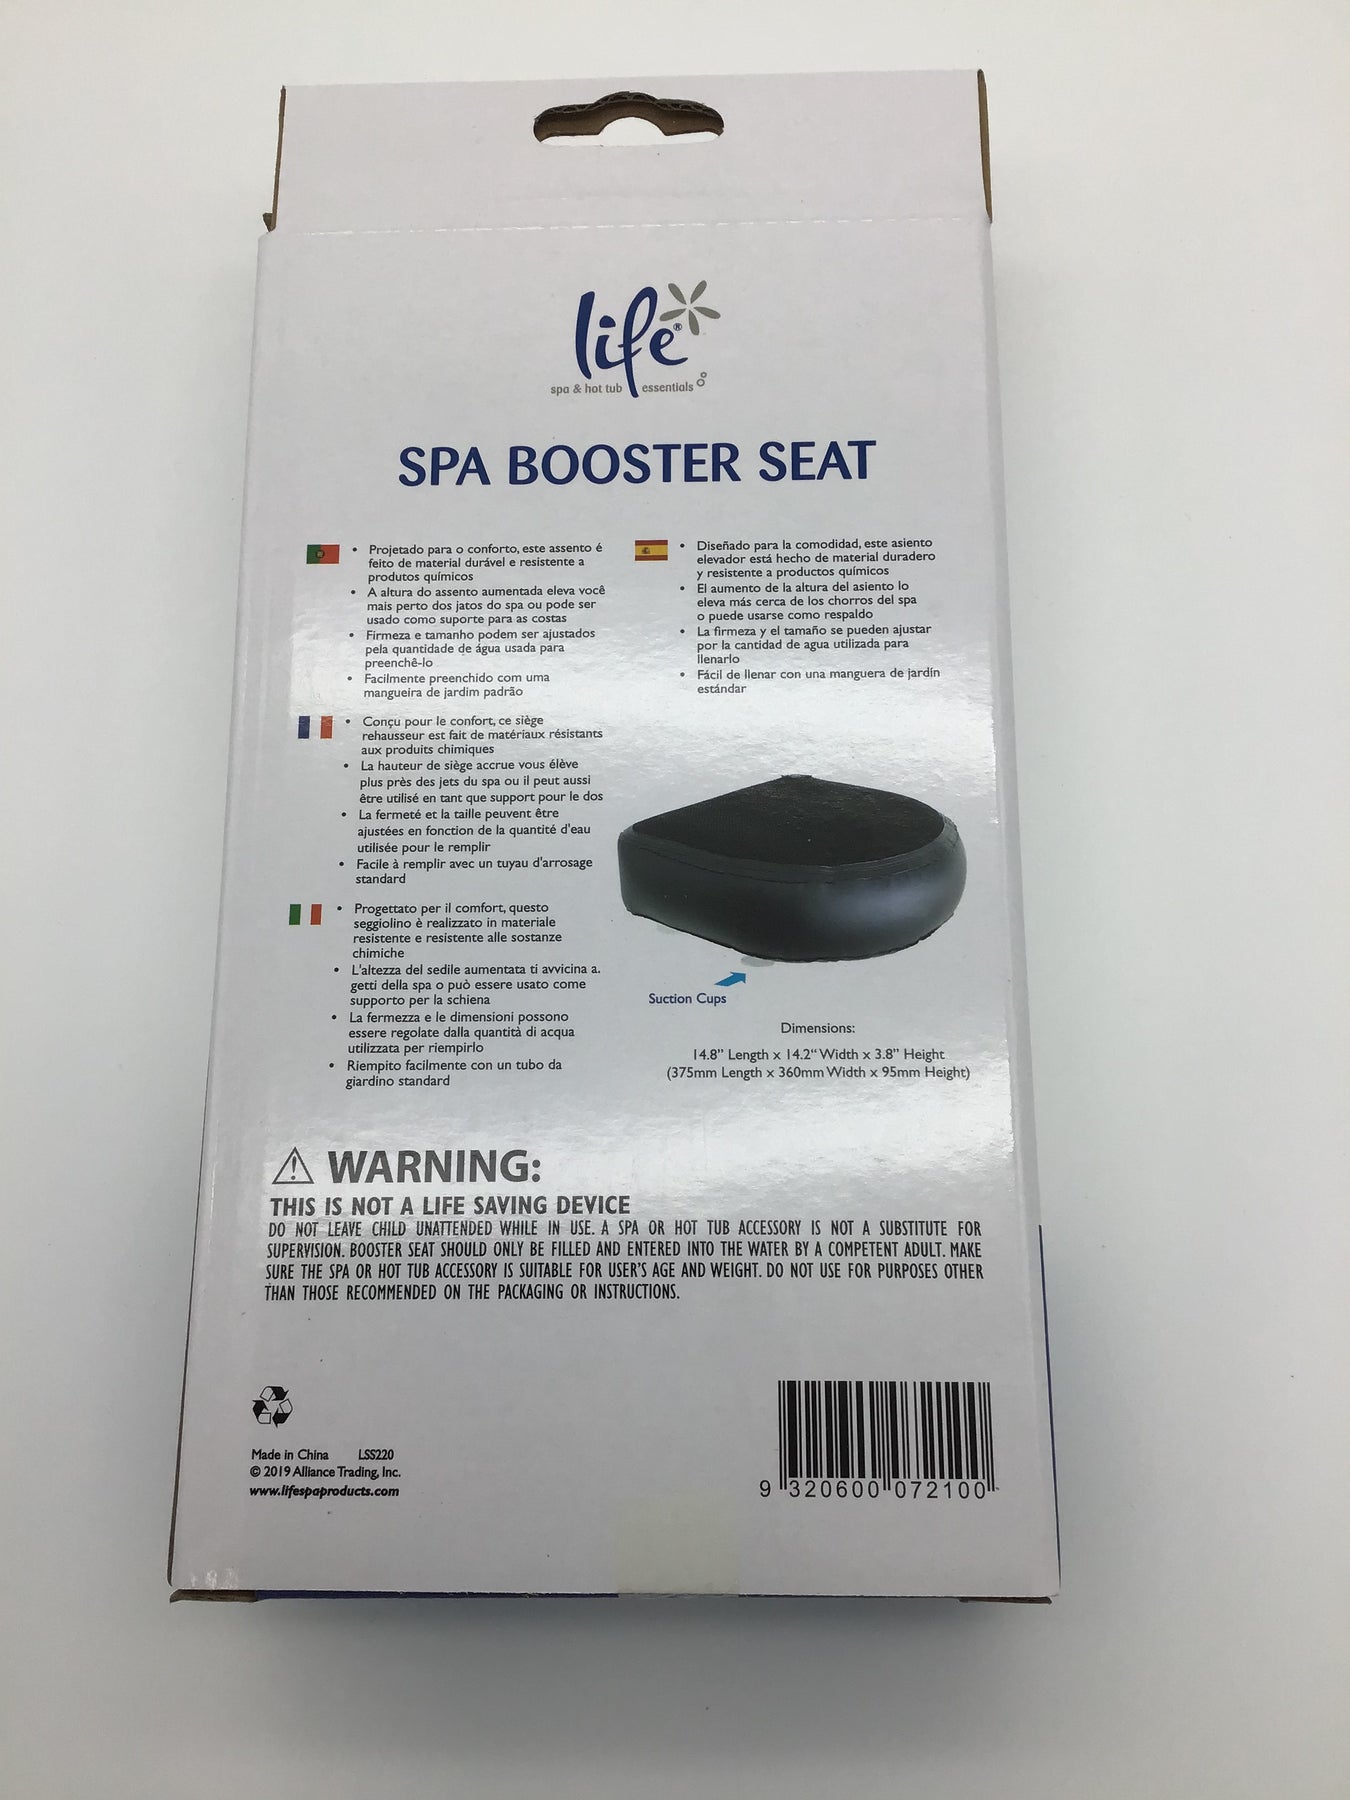 life®
spa & hot tub essentials
SPA BOOSTER SEAT
• Projetado para o conforto, este assento é
feito de material durável e resistente a
produtos químicos
• A altura do assento aumentada eleva você
mais perto dos jatos do spa ou pode ser
usado como suporte para as costas
• Firmeza e tamanho podem ser ajustados
pela quantidade de água usada para
preenchê-lo
• Facilmente preenchido com uma
mangueira de jardim padrão
• Diseñado para la comodidad, este asiento
elevador está hecho de material duradero
y resistente a productos químicos
• El aumento de la altura del asiento lo
eleva más cerca de los chorros del spa
o puede usarse como respaldo
• La firmeza y el tamaño se pueden ajustar
por la cantidad de agua utilizada para
llenarlo
• Fácil de llenar con una manguera de jardín
estándar
• Conçu pour le confort, ce siège
rehausseur est fait de matériaux résistants
aux produits chimiques
• La hauteur de siège accrue vous élève
plus près des jets du spa ou il peut aussi
être utilisé en tant que support pour le dos
• La fermeté et la taille peuvent être
ajustées en fonction de la quantité d'eau
utilisée pour le remplir
• Facile à remplir avec un tuyau d'arrosage
standard
• Progettato per il comfort, questo
seggiolino è realizzato in materiale
resistente e resistente alle sostanze
chimiche
• L'altezza del sedile aumentata ti avvicina a.
getti della spa o può essere usato come
supporto per la schiena
• La fermezza e le dimensioni possono
essere regolate dalla quantità di acqua
utilizzata per riempirlo
• Riempito facilmente con un tubo da
giardino standard
Suction Cups
Dimensions:
14.8” Length x 14.2“ Width x 3.8” Height
(375mm Length x 360mm Width x 95mm Height)
WARNING:
THIS IS NOT A LIFE SAVING DEVICE
DO NOT LEAVE CHILD UNATTENDED WHILE IN USE. A SPA OR HOT TUB ACCESSORY IS NOT A SUBSTITUTE FOR
SUPERVISION. BOOSTER SEAT SHOULD ONLY BE FILLED AND ENTERED INTO THE WATER BY A COMPETENT ADULT. MAKE
SURE THE SPA OR HOT TUB ACCESSORY IS SUITABLE FOR USER'S AGE AND WEIGHT. DO NOT USE FOR PURPOSES OTHER
THAN THOSE RECOMMENDED ON THE PACKAGING OR INSTRUCTIONS.
Made in China LSS220
© 2019 Alliance Trading, Inc.
www.lifespaproducts.com
9 320600 072100